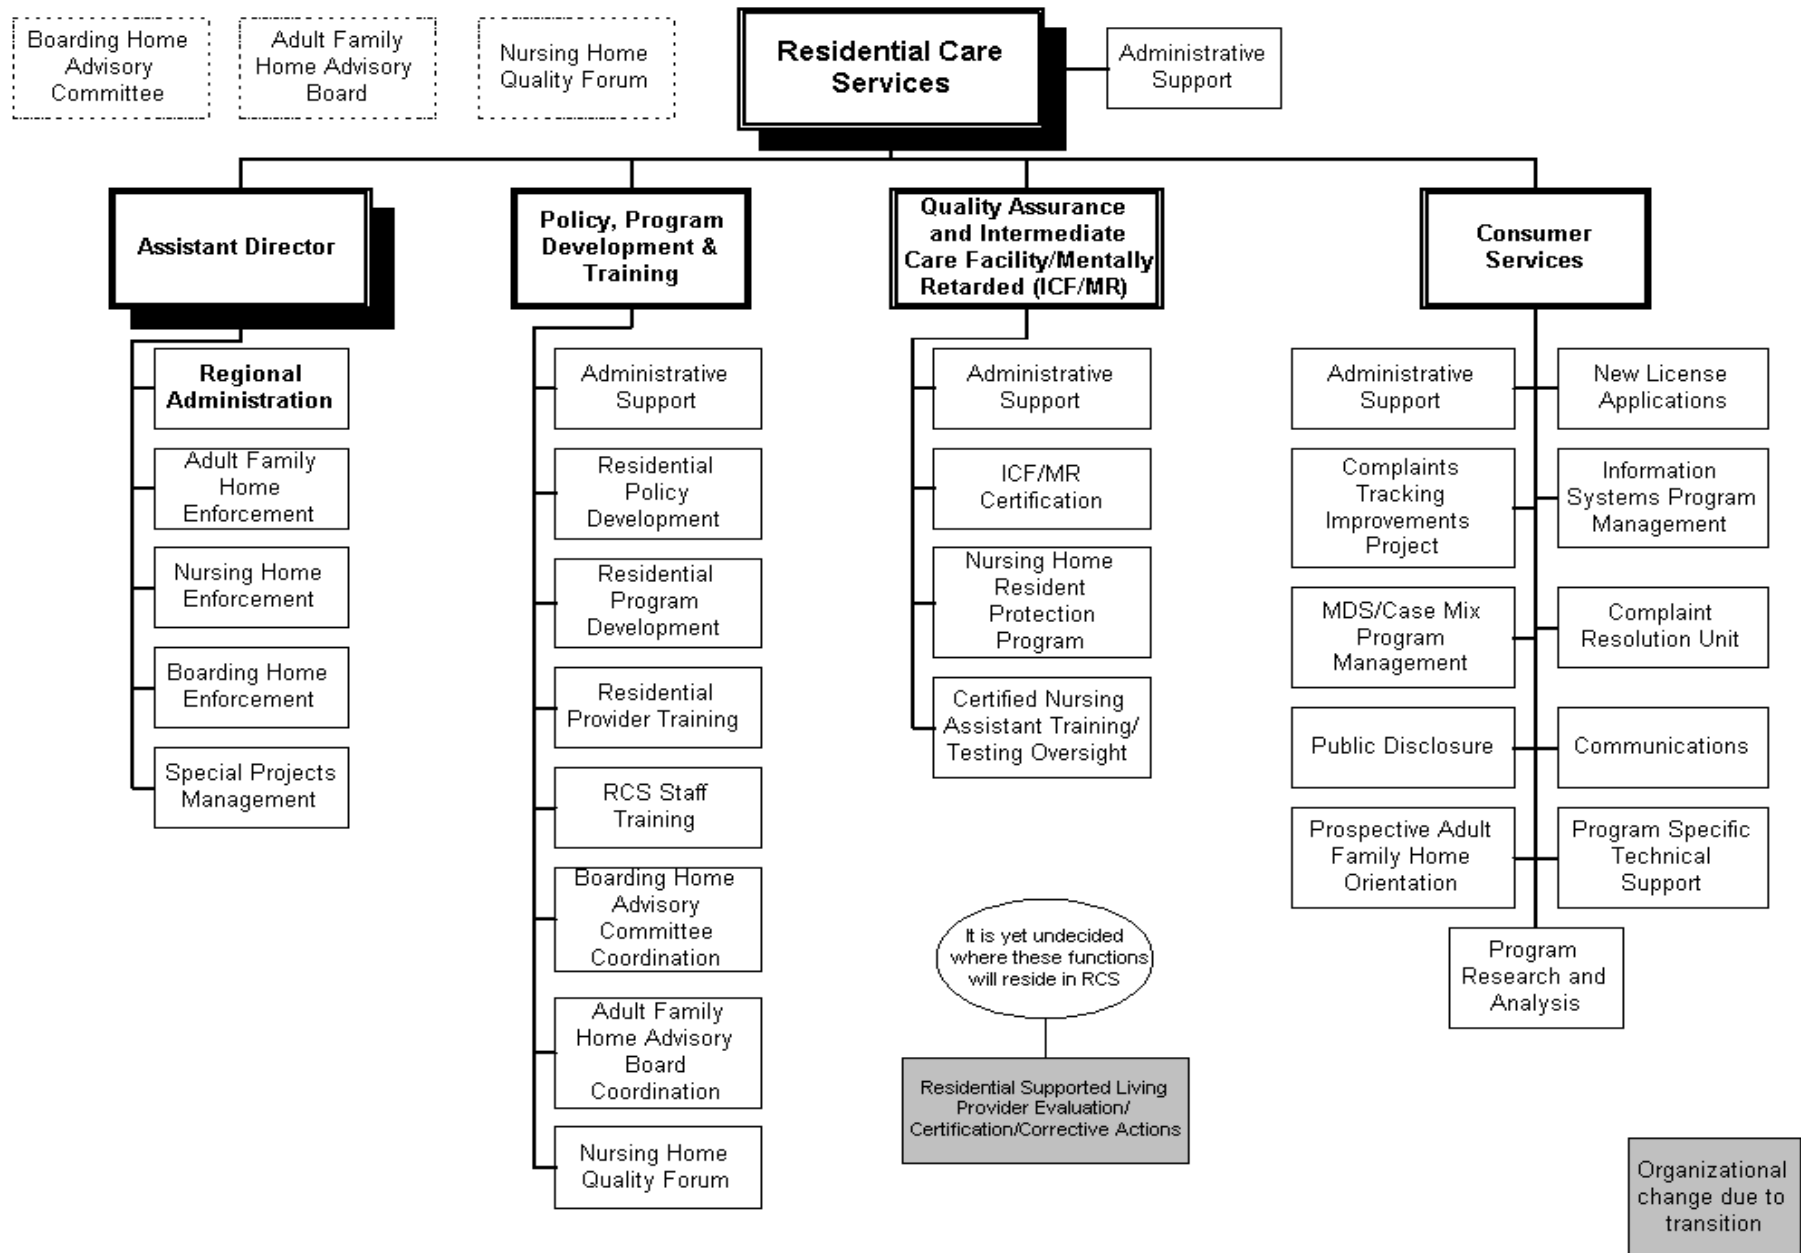 Boarding Home
Advisory
Committee
Adult Family
Home Advisory
Board
Nursing Home
Quality Forum
Residential Care
Services
Administrative
Support
Assistant Director
Policy, Program
Development &
Training
Quality Assurance
and Intermediate
Care Facility/Mentally
Retarded (ICF/MR)
Consumer
Services
Regional
Administration
Adult Family
Home
Enforcement
Nursing Home
Enforcement
Boarding Home
Enforcement
Special Projects
Management
Administrative
Support
Residential
Policy
Development
Residential
Program
Development
Residential
Provider Training
RCS Staff
Training
Boarding Home
Advisory
Committee
Coordination
Adult Family
Home Advisory
Board
Coordination
Nursing Home
Quality Forum
Administrative
Support
ICF/MR
Certification
Nursing Home
Resident
Protection
Program
Certified Nursing
Assistant Training/
Testing Oversight
It is yet undecided
where these functions
will reside in RCS
Residential Supported Living
Provider Evaluation/
Certification/Corrective Actions
Administrative
Support
New License
Applications
Complaints
Tracking
Improvements
Project
Information
Systems Program
Management
MDS/Case Mix
Program
Management
Complaint
Resolution Unit
Public Disclosure
Communications
Prospective Adult
Family Home
Orientation
Program Specific
Technical
Support
Program
Research and
Analysis
Organizational
change due to
transition